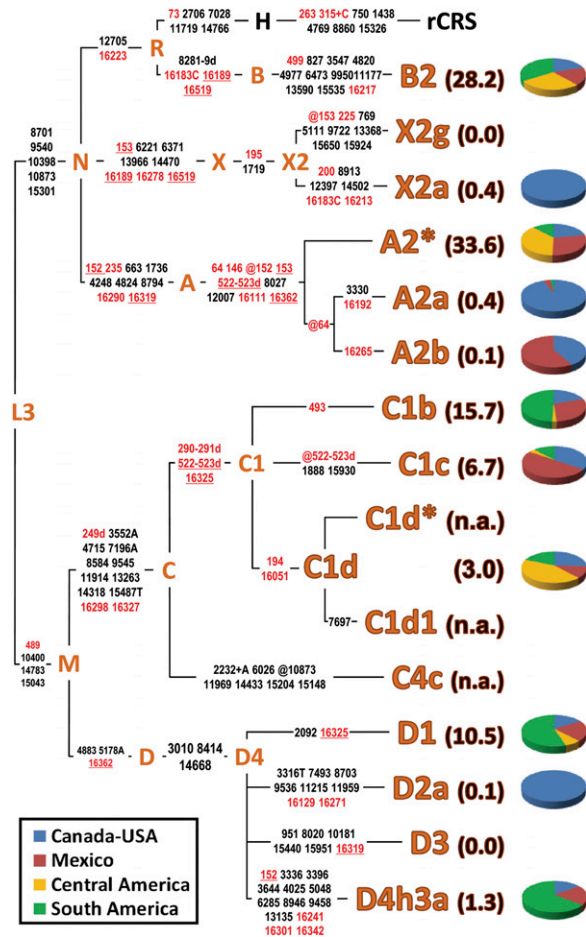 73 2706 7028
11719 14766
H
263 315+C 750 1438
4769 8860 15326
rCRS
12705
16223
R
8281-9d
16183C 16189
16519
B
499 827 3547 4820
4977 6473 9950 11177
13590 15535 16217
B2 (28.2)
8701
9540
10398
10873
15301
N
153 6221 6371
13966 14470
16189 16278 16519
X
195
1719
X2
@153 225 769
5111 9722 13368
15650 15924
X2g (0.0)
200 8913
12397 14502
16183C 16213
X2a (0.4)
152 235 663 1736
4248 4824 8794
16290 16319
A
64 146 @152 153
522-523d 8027
12007 16111 16362
A2* (33.6)
@64
3330
16192
A2a (0.4)
16265
A2b (0.1)
L3
493
C1b (15.7)
290-291d
522-523d
16325
C1
@522-523d
1888 15930
C1c (6.7)
C1d* (n.a.)
194
16051
C1d
(3.0)
7697
C1d1 (n.a.)
249d 3552A
4715 7196A
8584 9545
11914 13263
14318 15487T
16298 16327
C
2232+A 6026 @10873
11969 14433 15204 15148
C4c (n.a.)
489
10400
14783
15043
M
4883 5178A
16362
D
3010 8414
14668
D4
2092 16325
D1 (10.5)
3316T 7493 8703
9536 11215 11959
16129 16271
D2a (0.1)
951 8020 10181
15440 15951 16319
D3 (0.0)
152 3336 3396
3644 4025 5048
6285 8946 9458
13135 16241
16301 16342
D4h3a (1.3)
Canada-USA
Mexico
Central America
South America